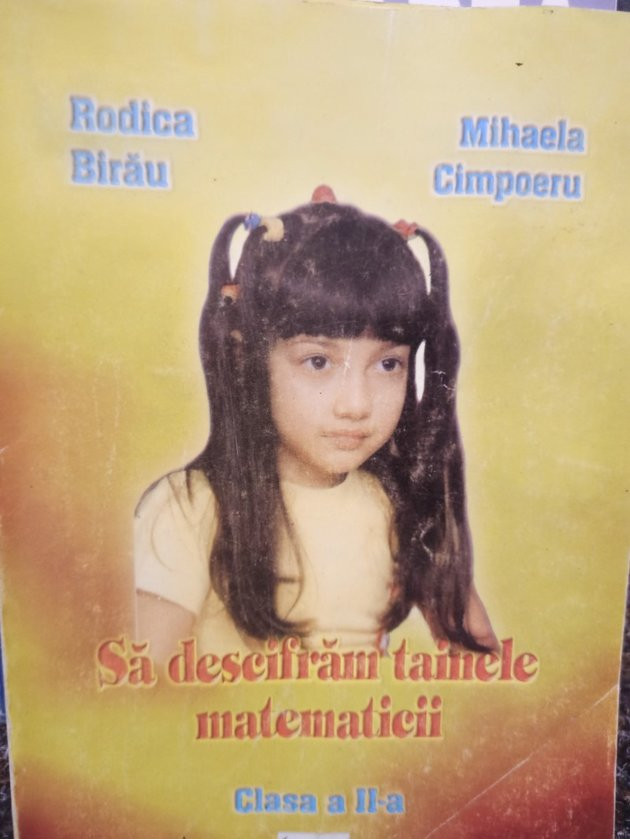 Rodica
Birău
Mihaela
Cimpoeru
Să descifrăm tainele
matematicii
Clasa a II-a